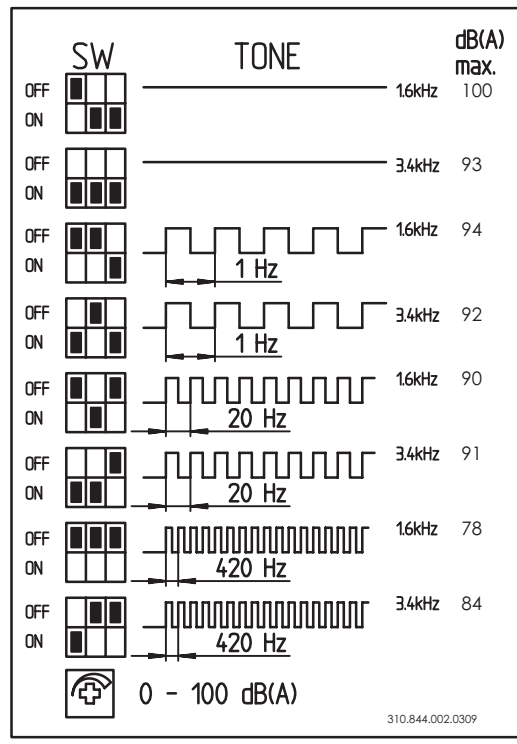 SW TONE dB(A) max.
OFF 1.6kHz 100
ON
OFF 3.4kHz 93
ON
OFF 1.6kHz 94
ON 1 Hz
OFF 3.4kHz 92
ON 1 Hz
OFF 1.6kHz 90
ON 20 Hz
OFF 3.4kHz 91
ON 20 Hz
OFF 1.6kHz 78
ON 420 Hz
OFF 3.4kHz 84
ON 420 Hz
0 - 100 dB(A)
310.844.002.0309